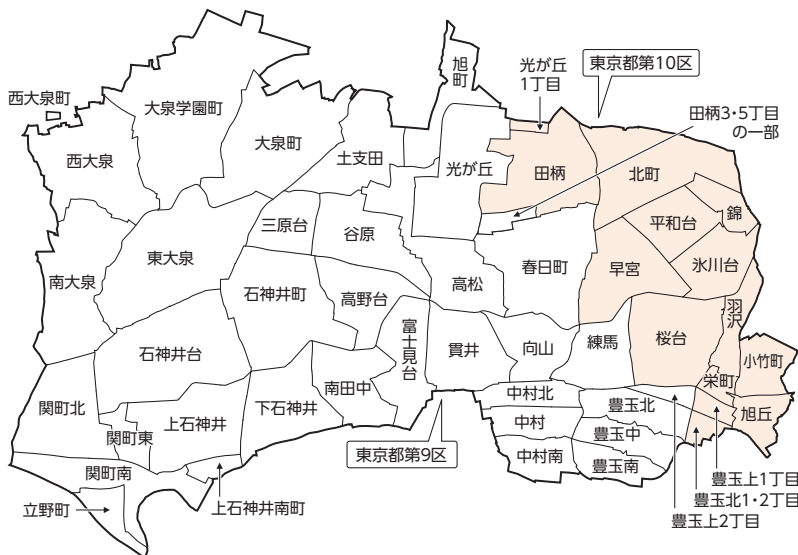 旭町
光が丘
1丁目
東京都第10区
西大泉町
大泉学園町
田柄3・5丁目
の一部
大泉町
西大泉
土支田
光が丘
田柄
北町
錦
平和台
三原台
谷原
東大泉
南大泉
春日町
早宮
氷川台
高松
石神井町
高野台
羽沢
富士見台
桜台
石神井台
貫井
向山
練馬
小竹町
栄町
関町北
南田中
中村北
豊玉北
旭丘
上石神井
下石神井
中村
関町東
豊玉中
東京都第9区
中村南
豊玉南
関町南
豊玉上1丁目
立野町
上石神井南町
豊玉北1・2丁目
豊玉上2丁目